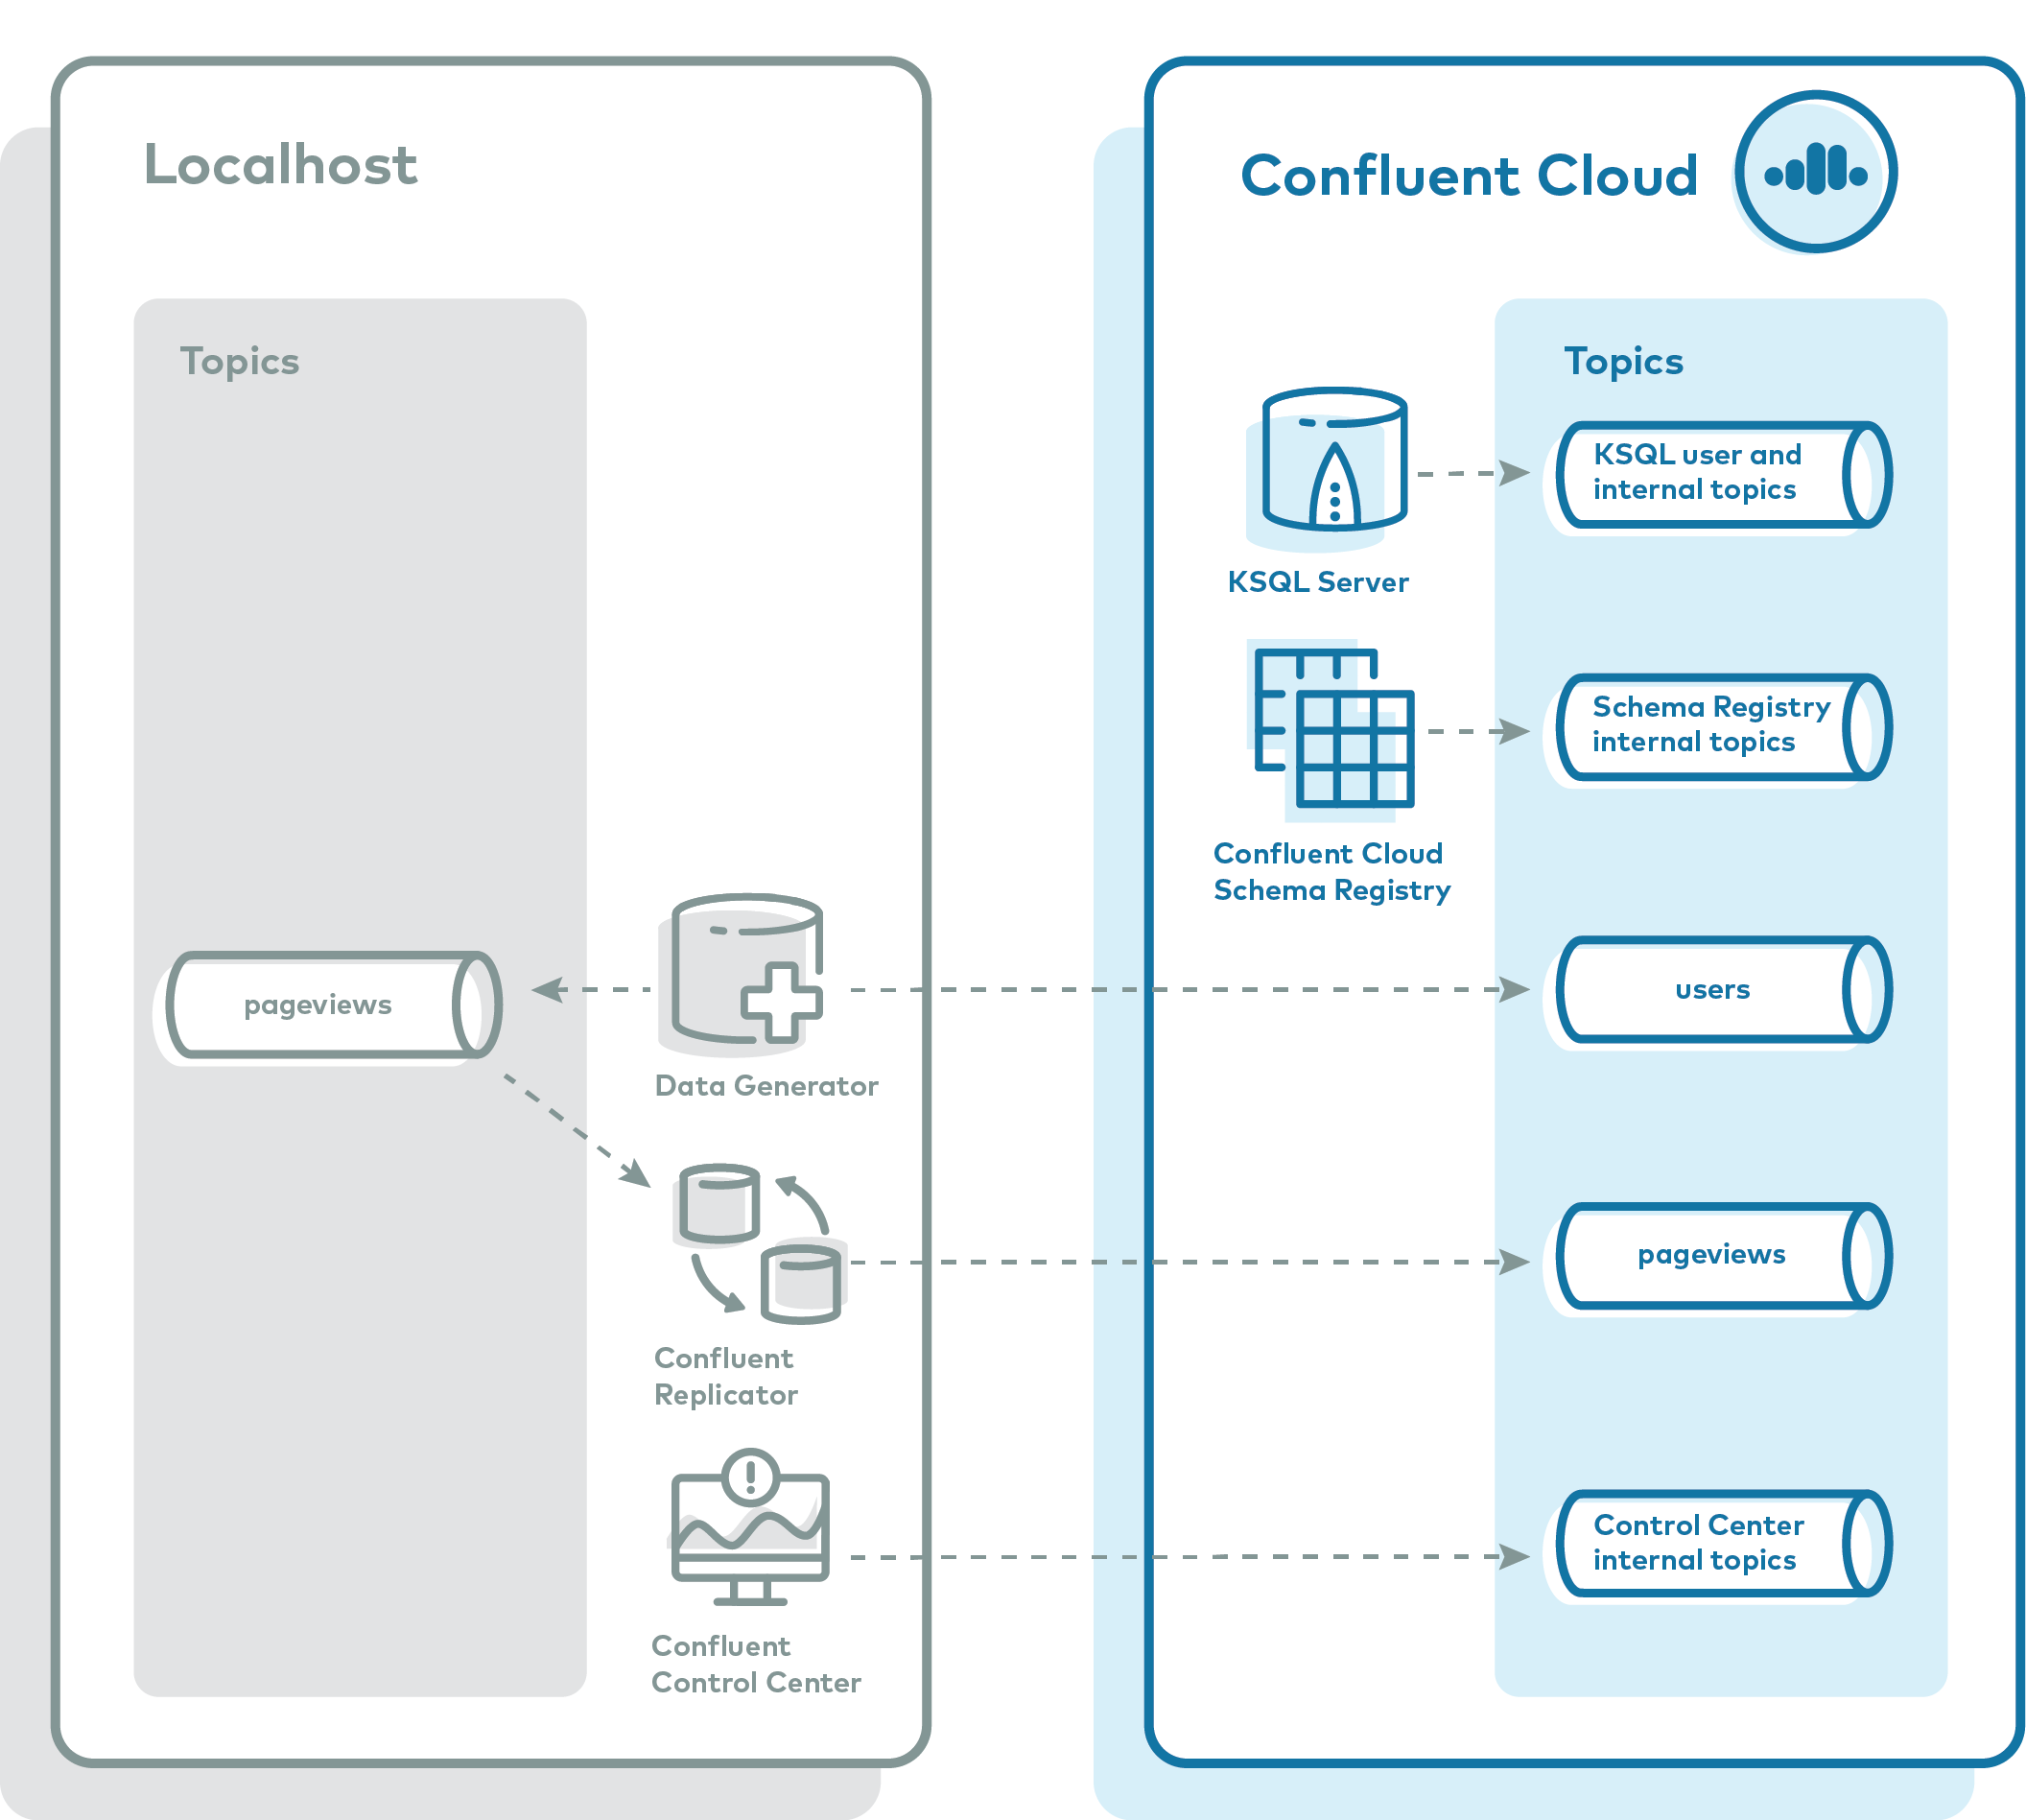 Localhost
Topics
pageviews
Data Generator
Confluent
Replicator
Confluent
Control Center
Confluent Cloud
KSQL Server
Confluent Cloud
Schema Registry
Topics
KSQL user and
internal topics
Schema Registry
internal topics
users
pageviews
Control Center
internal topics